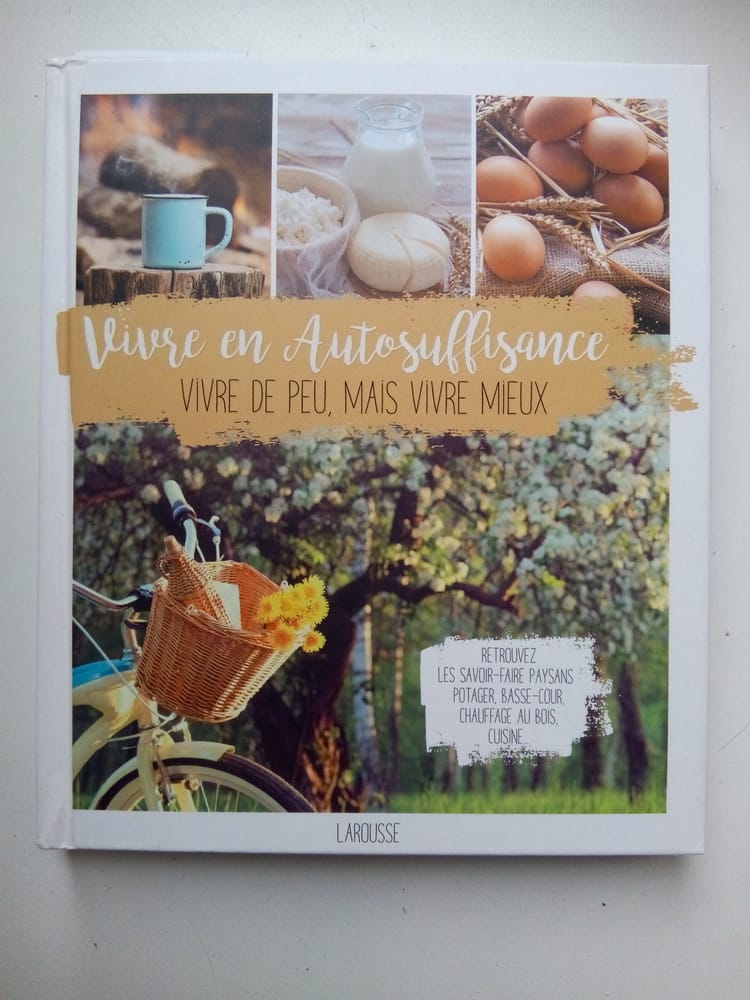 Vivre en Autosuffisance
VIVRE DE PEU, MAIS VIVRE MIEUX
RETROUVEZ
LES SAVOIR-FAIRE PAYSANS
POTAGER, BASSE-COUR,
CHAUFFAGE AU BOIS,
CUISINE...
LAROUSSE